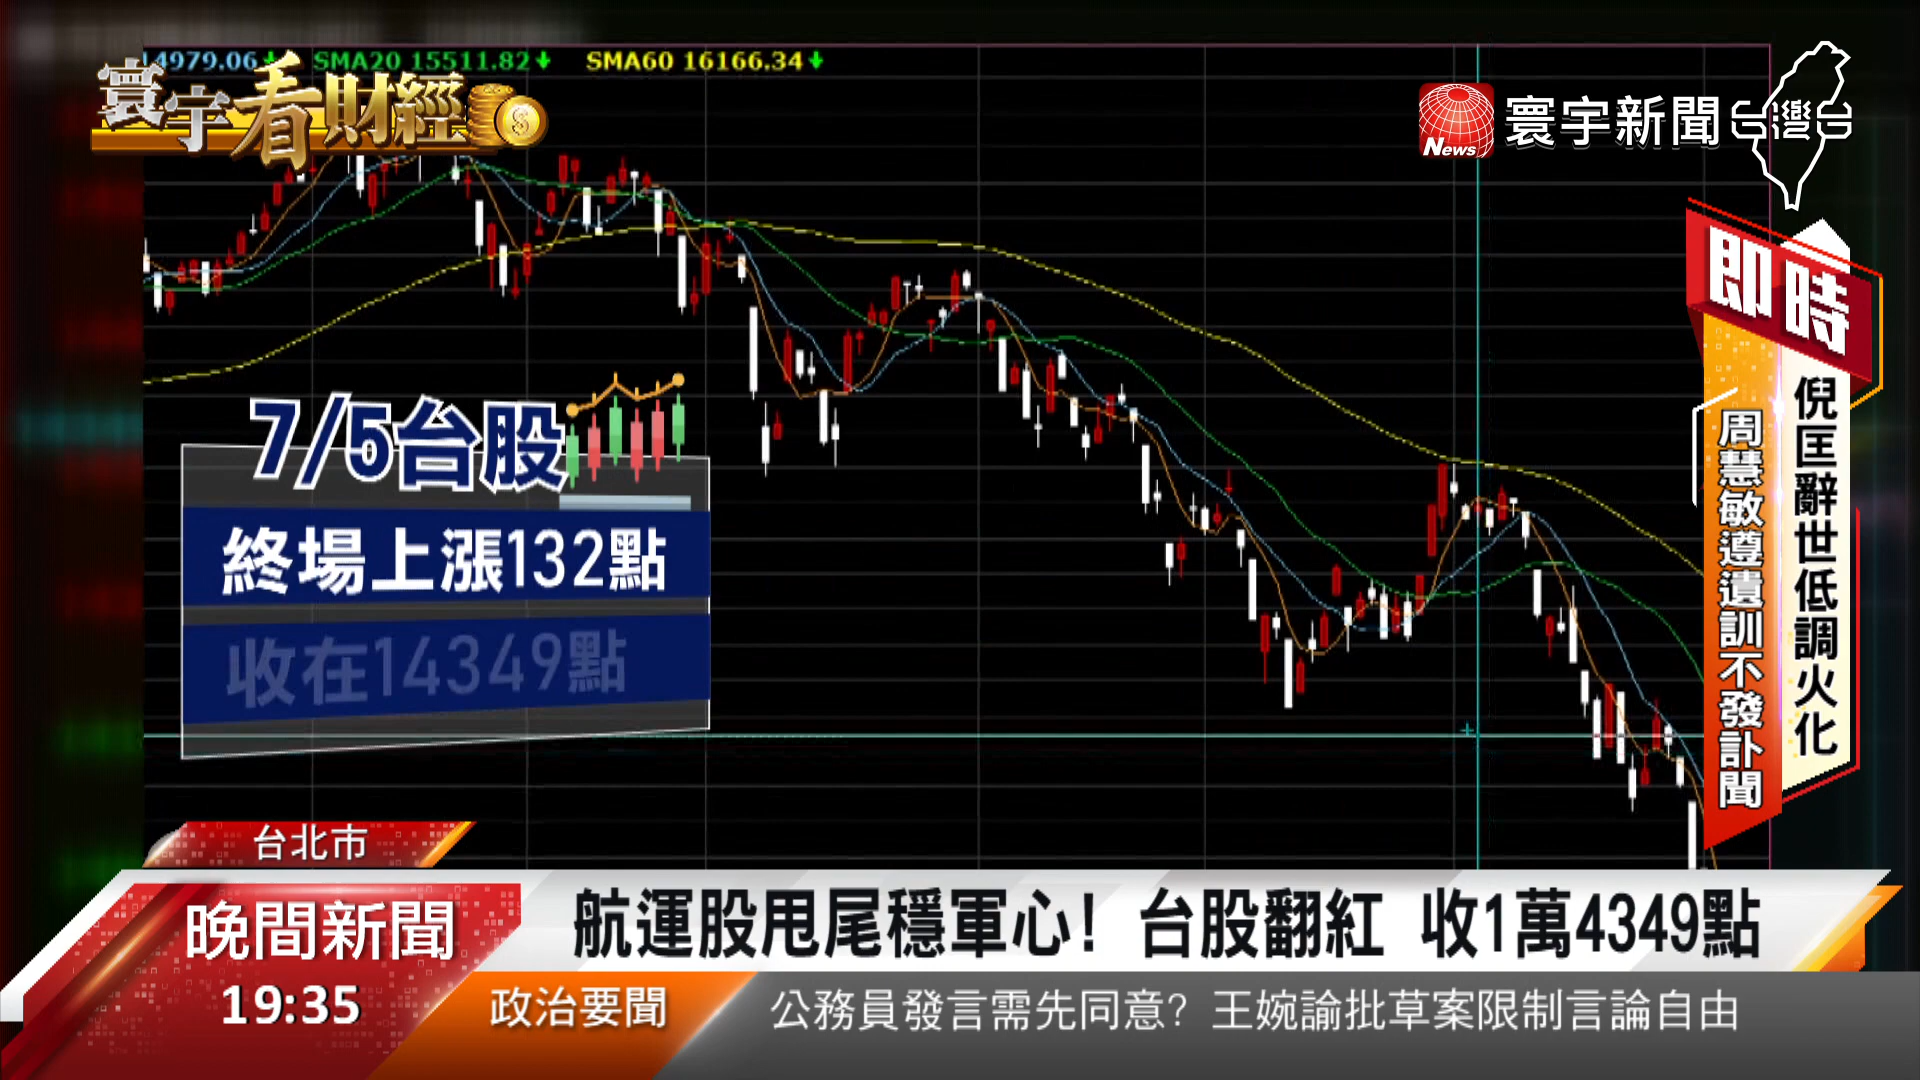 14979.06↓ SMA20 15511.82↓ SMA60 16166.34↓
寰宇看財經
News 寰宇新聞 台灣台
即時
倪匡辭世低調火化
周慧敏遵遺訓不發訃聞
7/5台股
終場上漲132點
收在14349點
台北市
晚間新聞
航運股甩尾穩軍心! 台股翻紅 收1萬4349點
19:35
政治要聞
公務員發言需先同意? 王婉諭批草案限制言論自由